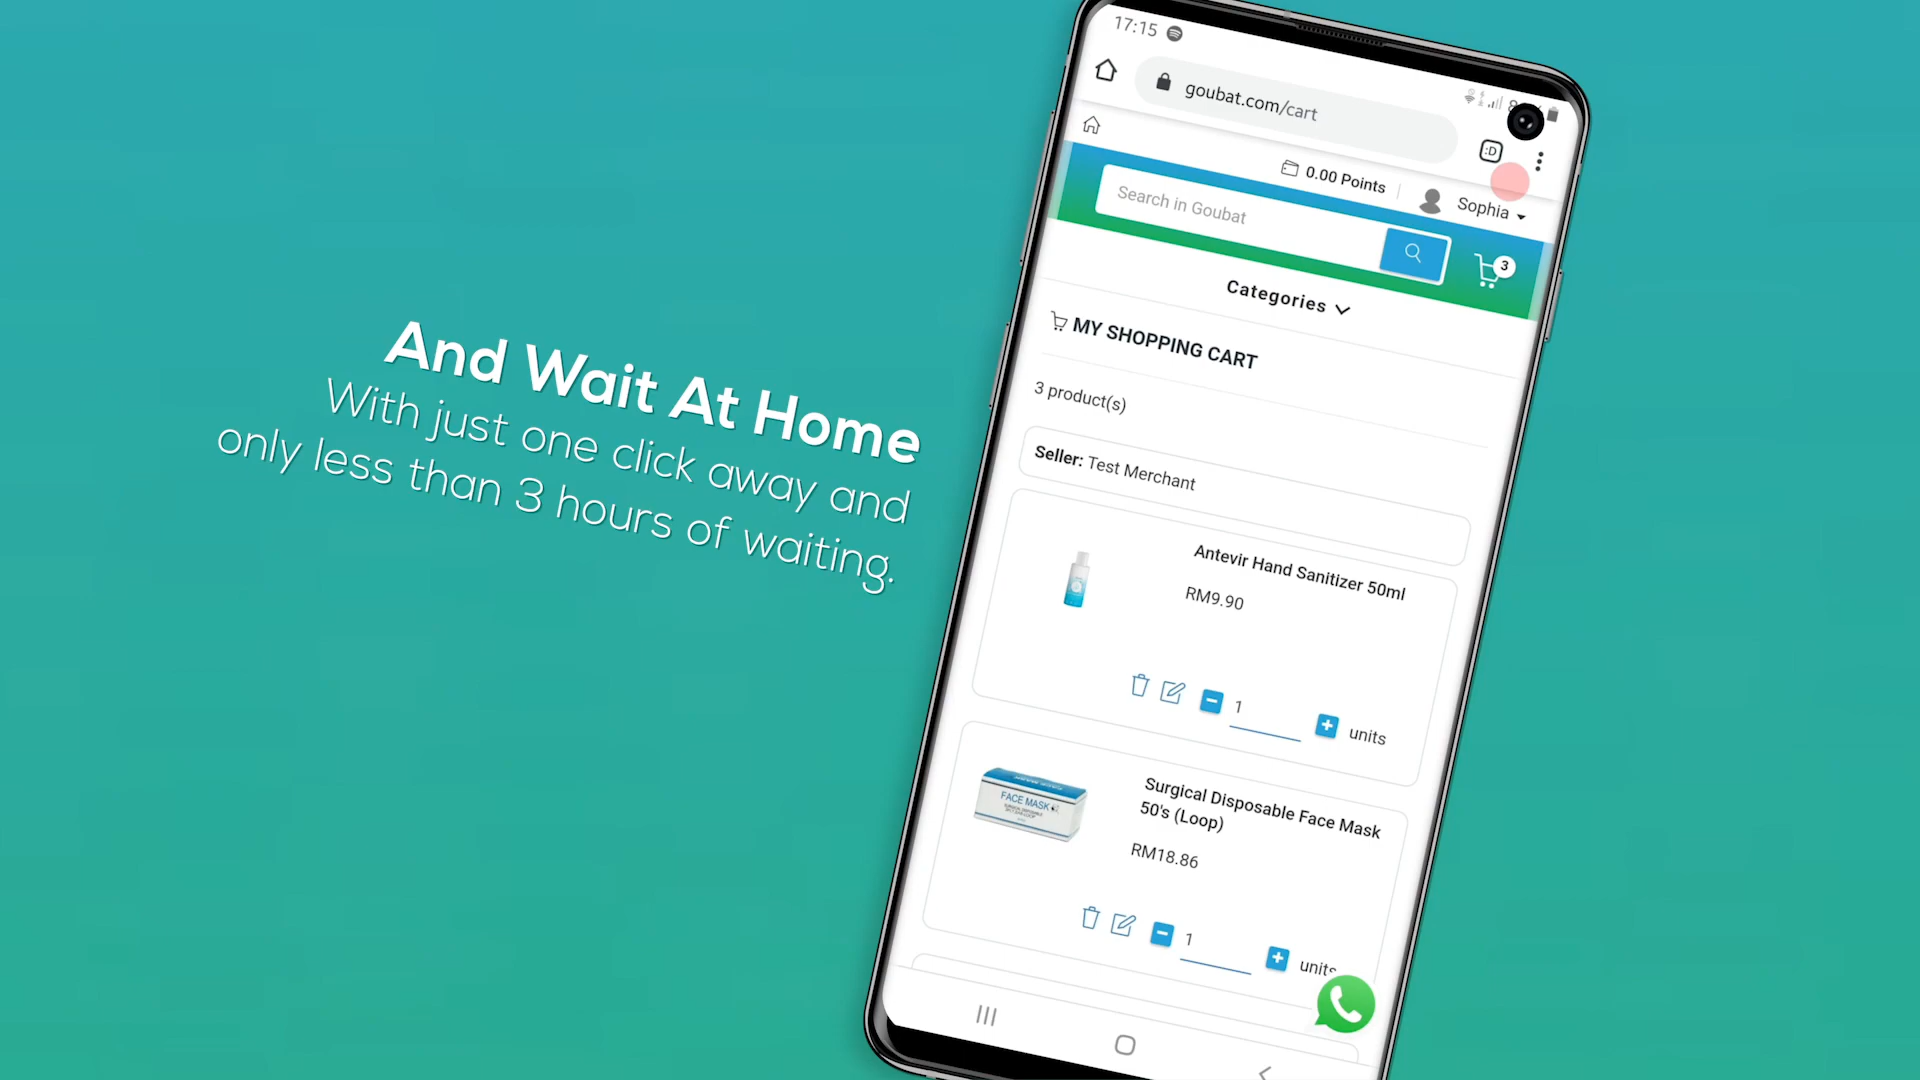 And Wait At Home
With just one click away and
only less than 3 hours of waiting.
17:15
goubat.com/cart
:D
0.00 Points
Sophia
Search in Goubat
3
Categories
MY SHOPPING CART
3 product(s)
Seller: Test Merchant
Antevir Hand Sanitizer 50ml
RM9.90
1
units
FACE MASK
Surgical Disposable Face Mask
50's (Loop)
RM18.86
1
units